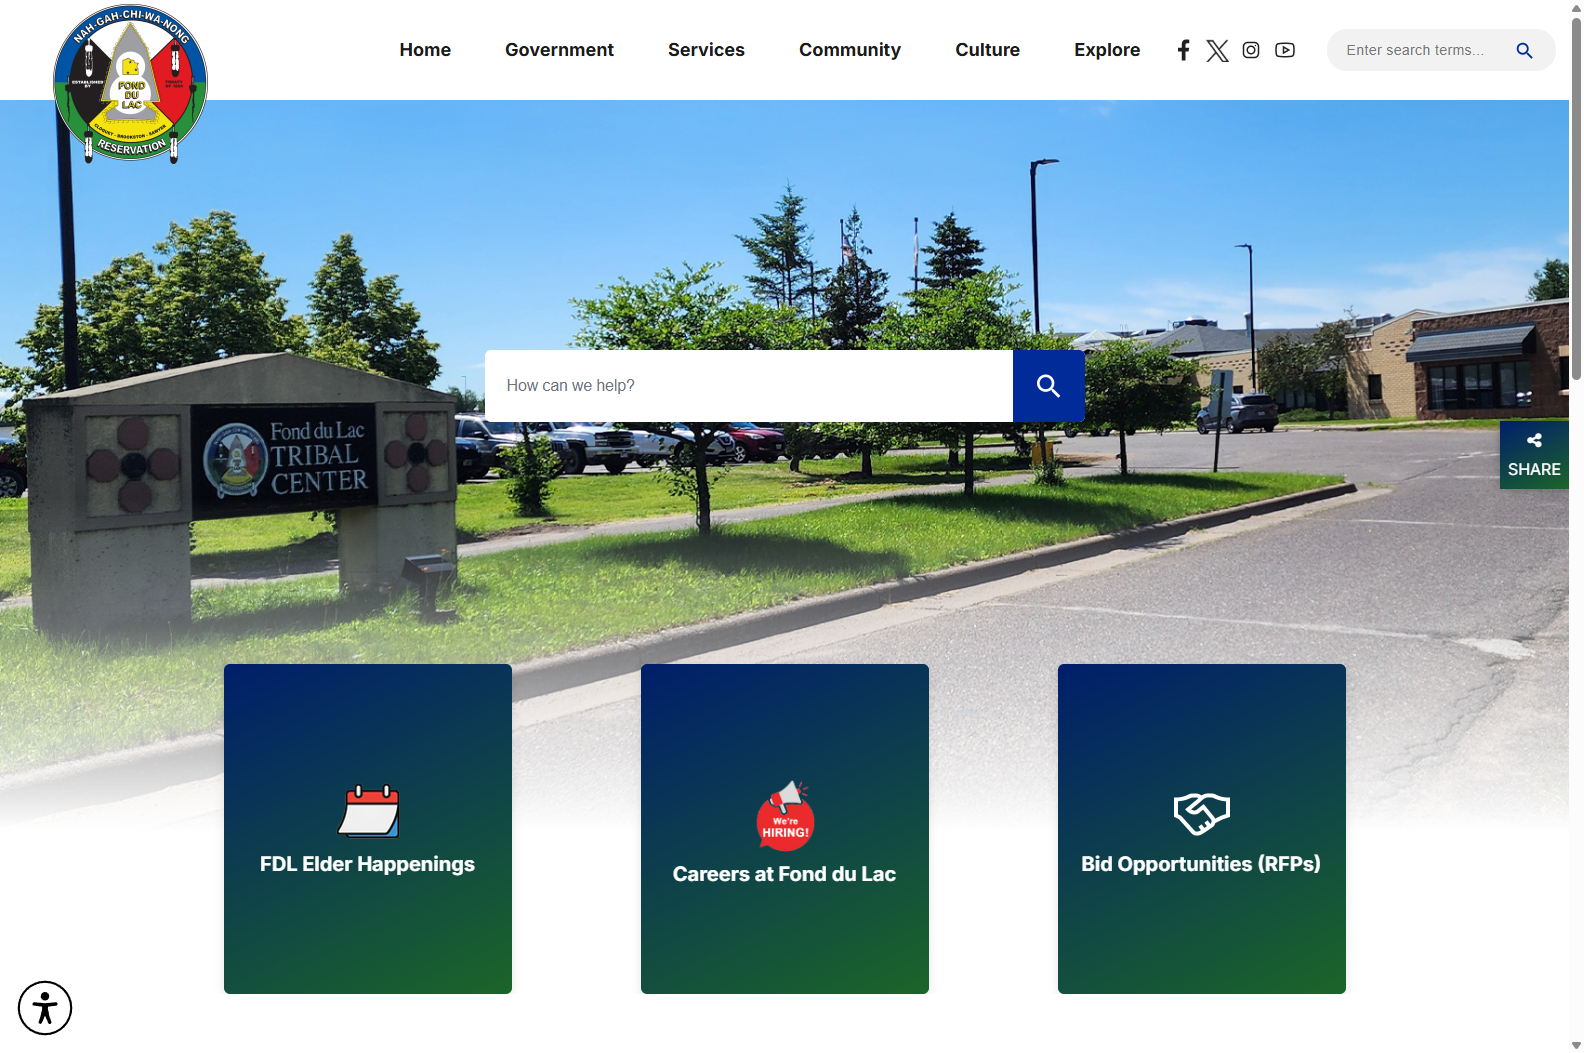 NAH-GAH-CHI-WA-NONG
ESTABLISHED
BY
TREATY
OF 1854
FOND
DU
LAC
CLOQUET - BROOKSTON - SAWYER
RESERVATION
Home
Government
Services
Community
Culture
Explore
Enter search terms...
How can we help?
Fond du Lac
TRIBAL
CENTER
SHARE
FDL Elder Happenings
We're
HIRING!
Careers at Fond du Lac
Bid Opportunities (RFPs)